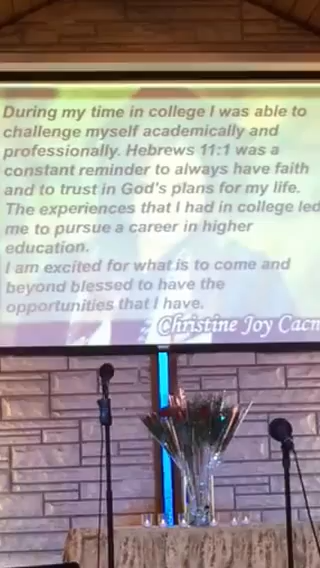 During my time in college I was able to
challenge myself academically and
professionally. Hebrews 11:1 was a
constant reminder to always have faith
and to trust in God's plans for my life.
The experiences that I had in college led
me to pursue a career in higher
education.
I am excited for what is to come and
beyond blessed to have the
opportunities that I have.
Christine Joy